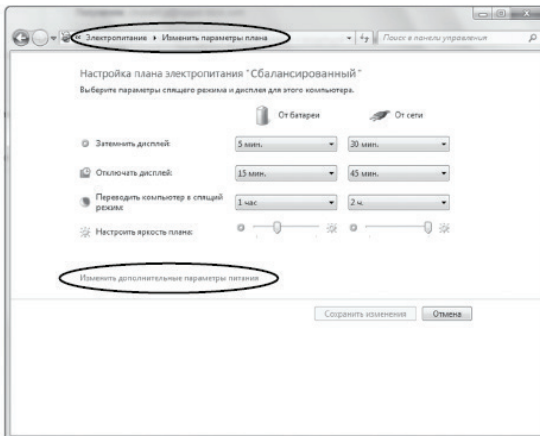 Электропитание ▸ Изменить параметры плана
Поиск в панели управления
Настройка плана электропитания "Сбалансированный"
Выберите параметры спящего режима и дисплея для этого компьютера.
От батареи От сети
Затемнить дисплей: 5 мин. 30 мин.
Отключать дисплей: 15 мин. 45 мин.
Переводить компьютер в спящий режим: 1 час 2 ч.
Настроить яркость плана:
Изменить дополнительные параметры питания
Сохранить изменения Отмена